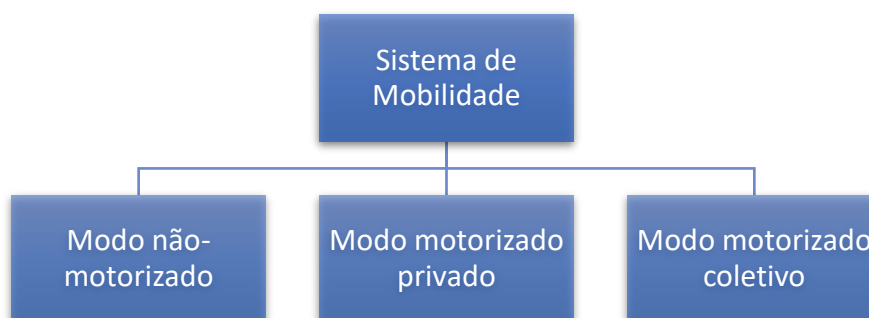 Sistema de
Mobilidade
Modo não-
motorizado
Modo motorizado
privado
Modo motorizado
coletivo